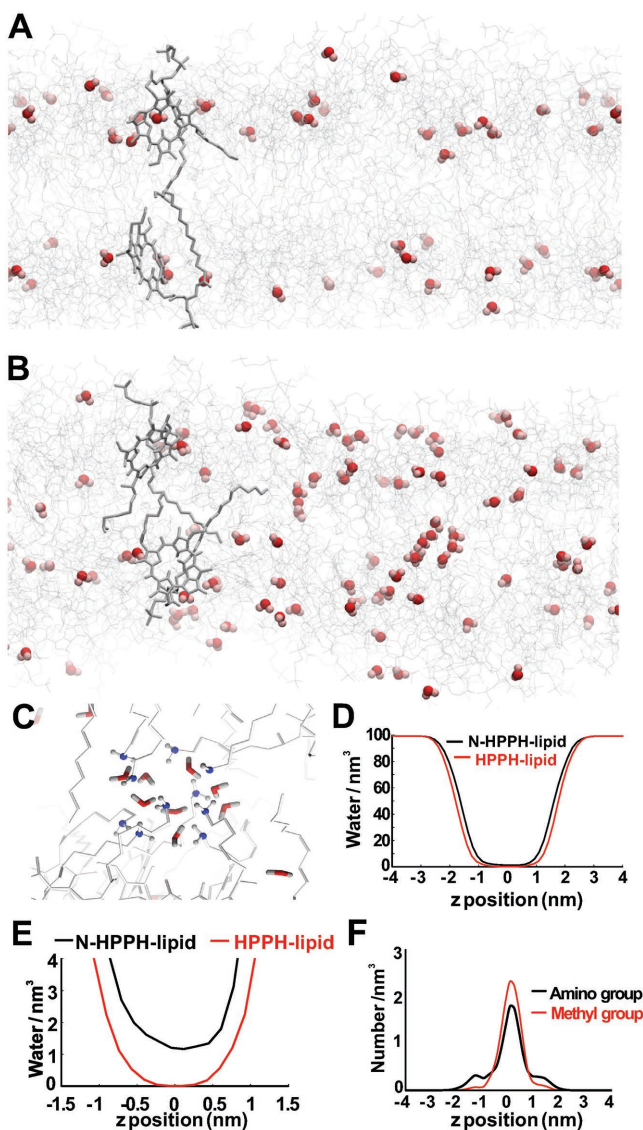 A
B
C
D
100
80
60
40
20
0
Water / nm³
N-HPPH-lipid
HPPH-lipid
-4 -3 -2 -1 0 1 2 3 4
z position (nm)
E
N-HPPH-lipid HPPH-lipid
4
3
2
1
0
Water / nm³
-1.5 -1 -0.5 0 0.5 1 1.5
z position (nm)
F
3
2
1
0
Number /nm³
Amino group
Methyl group
-4 -3 -2 -1 0 1 2 3 4
z position (nm)